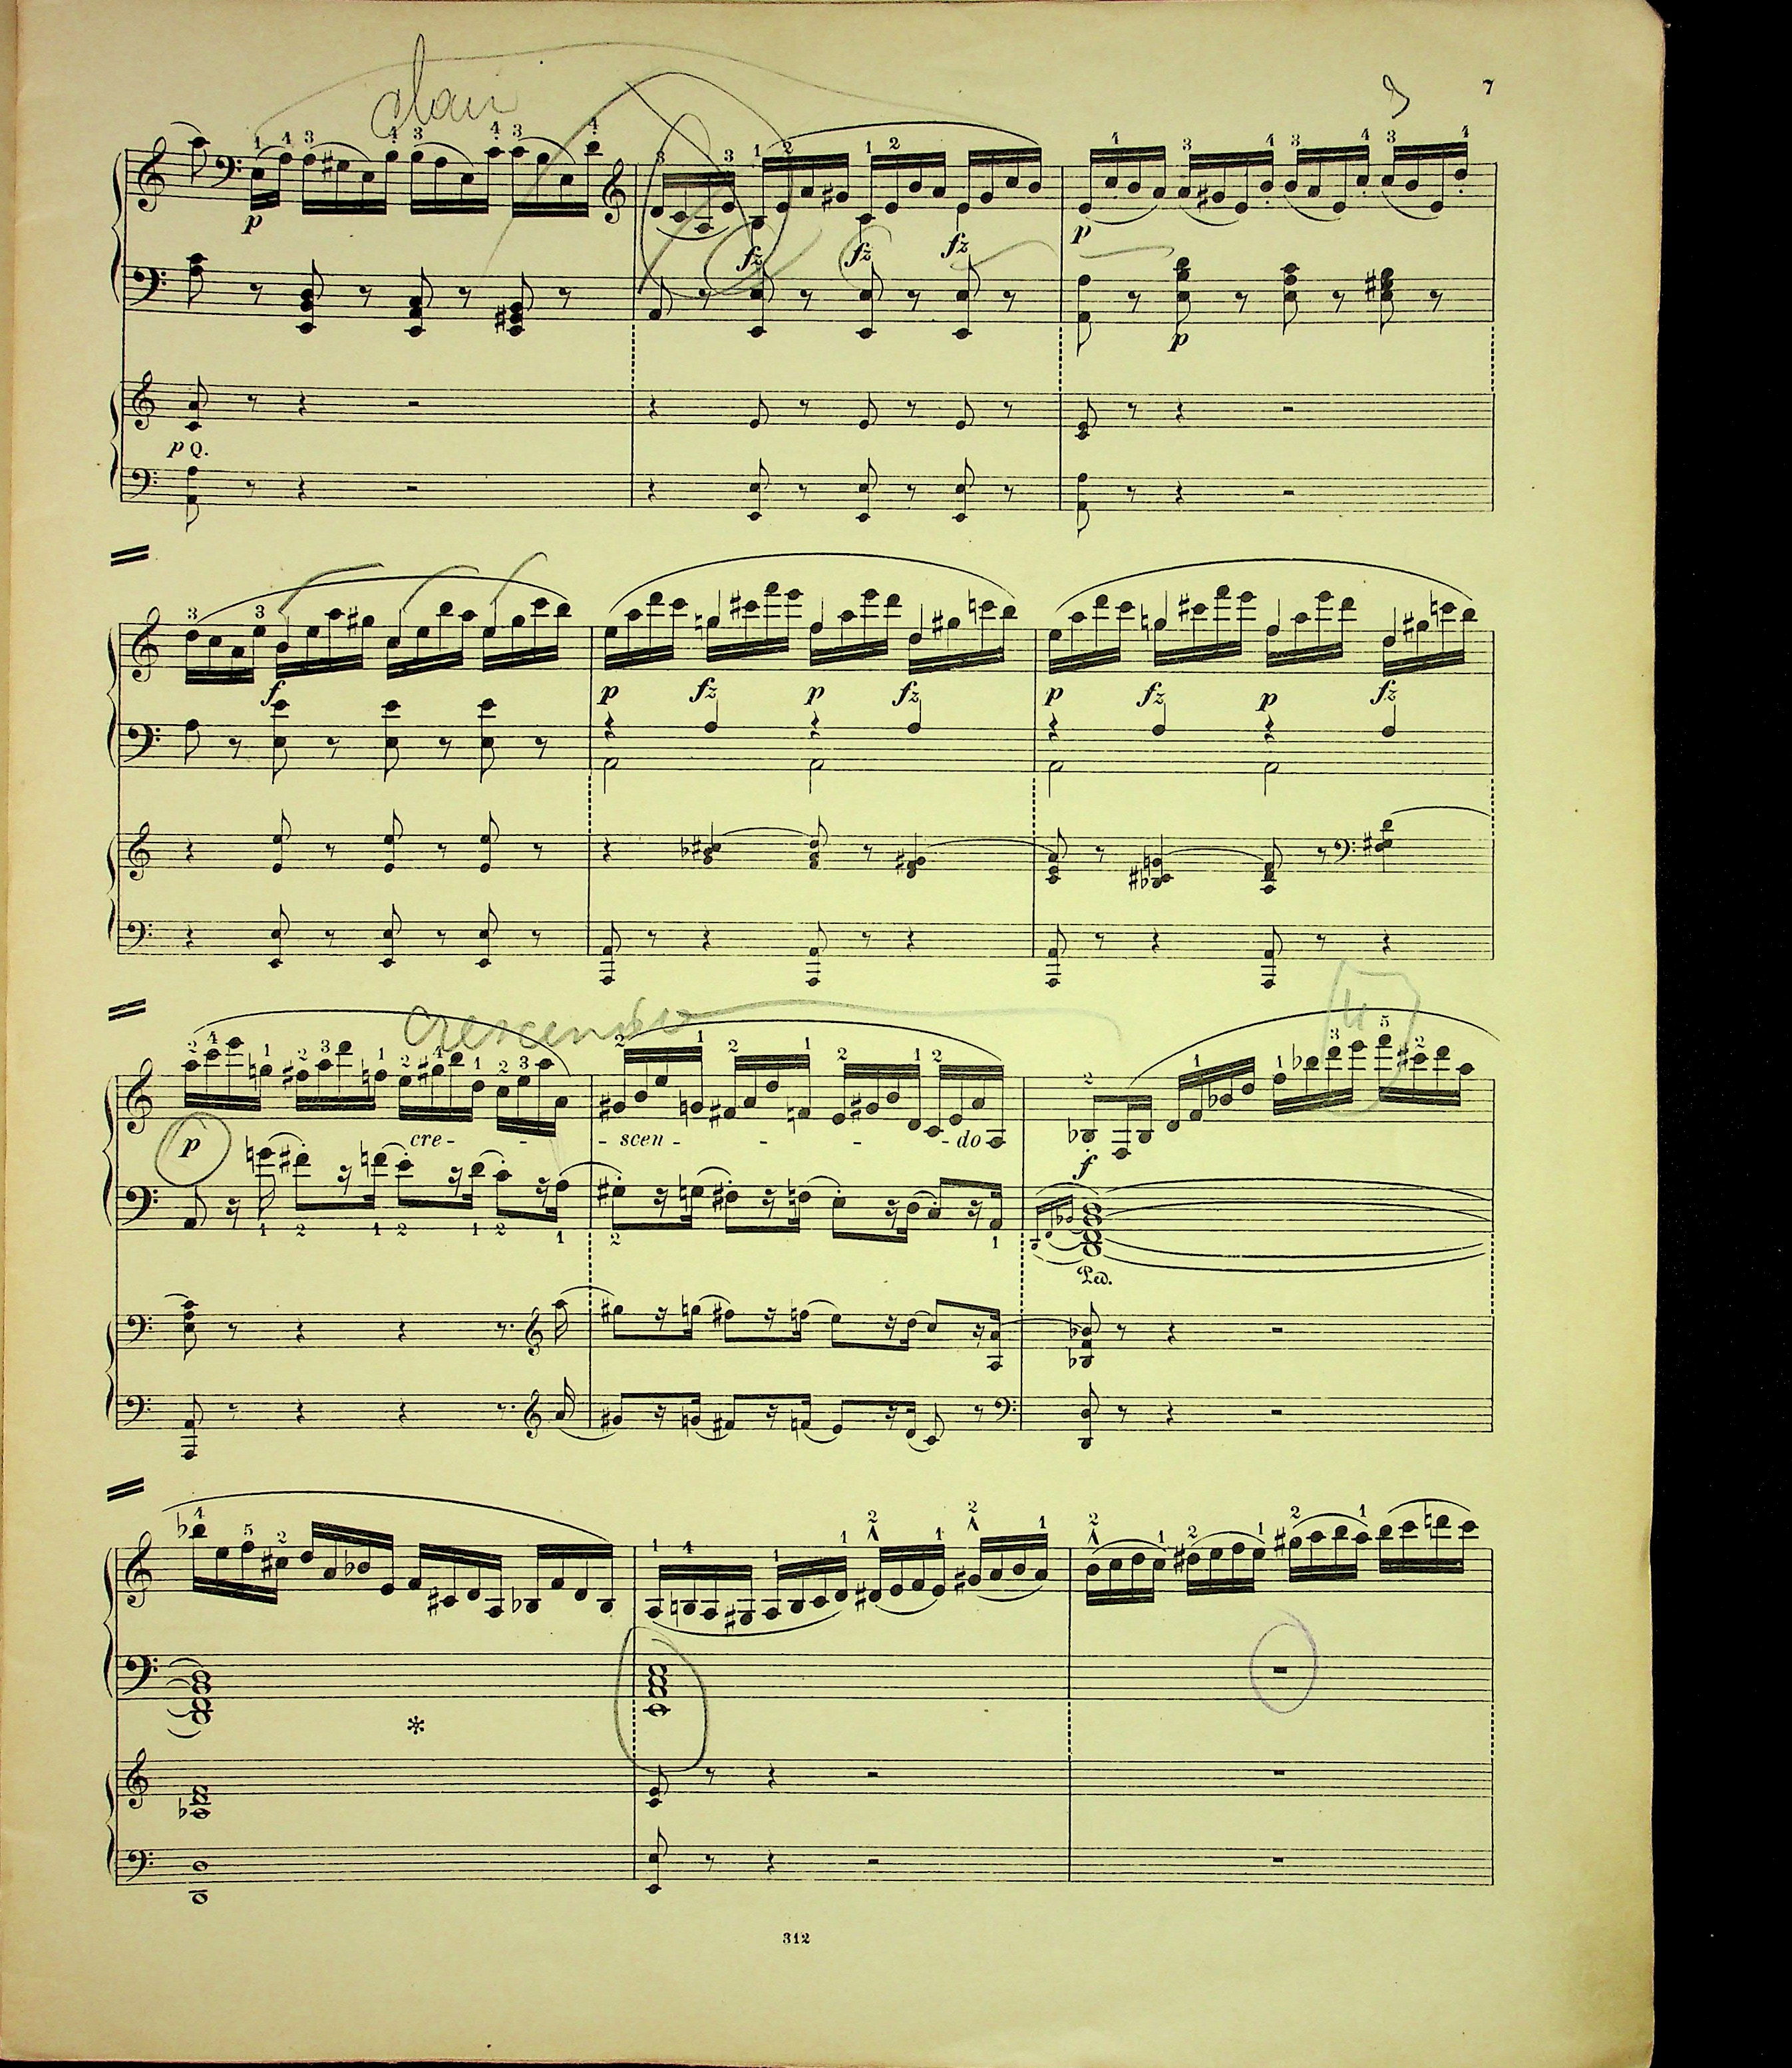 7
clair
p
fz fz fz
p
p
p Q.
f
p fz p fz
p fz p fz
crescendo
p
cre - - scen - - - do
f
Ped.
312